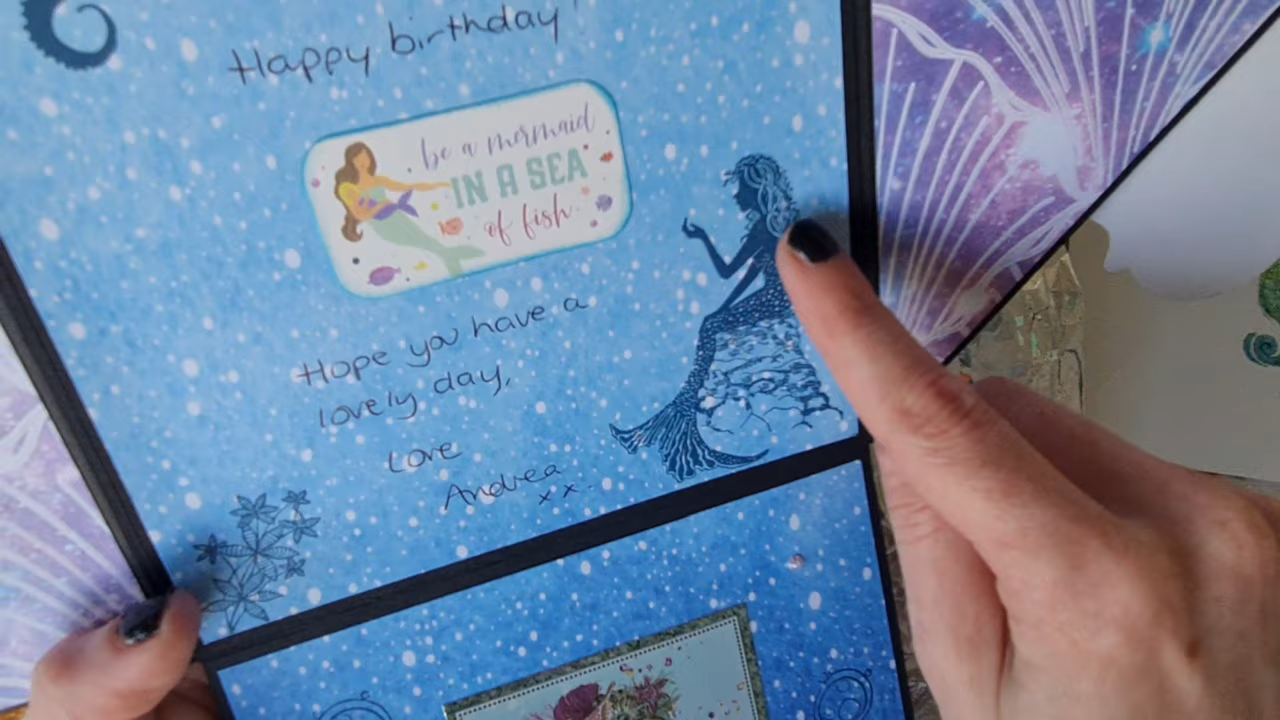 Happy birthday!
be a mermaid
IN A SEA
of fish
Hope you have a
lovely day,
Love
Andrea
xx.